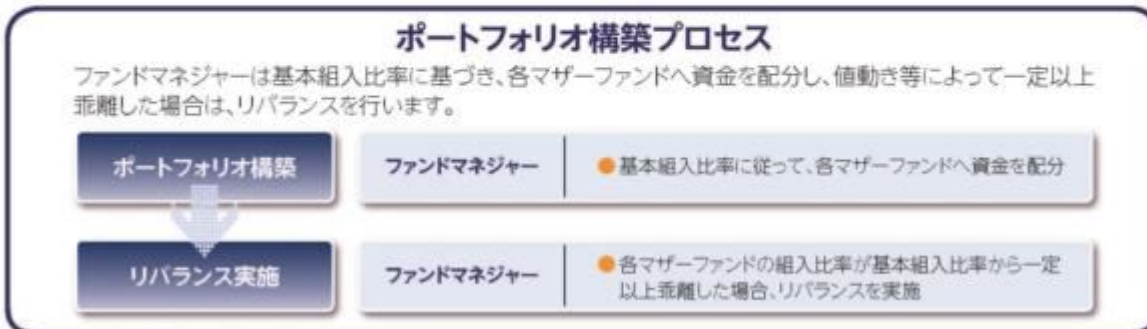 ポートフォリオ構築プロセス
ファンドマネジャーは基本組入比率に基づき、各マザーファンドへ資金を配分し、値動き等によって一定以上
乖離した場合は、リバランスを行います。
ポートフォリオ構築
ファンドマネジャー
●基本組入比率に従って、各マザーファンドへ資金を配分
リバランス実施
ファンドマネジャー
●各マザーファンドの組入比率が基本組入比率から一定
以上乖離した場合、リバランスを実施